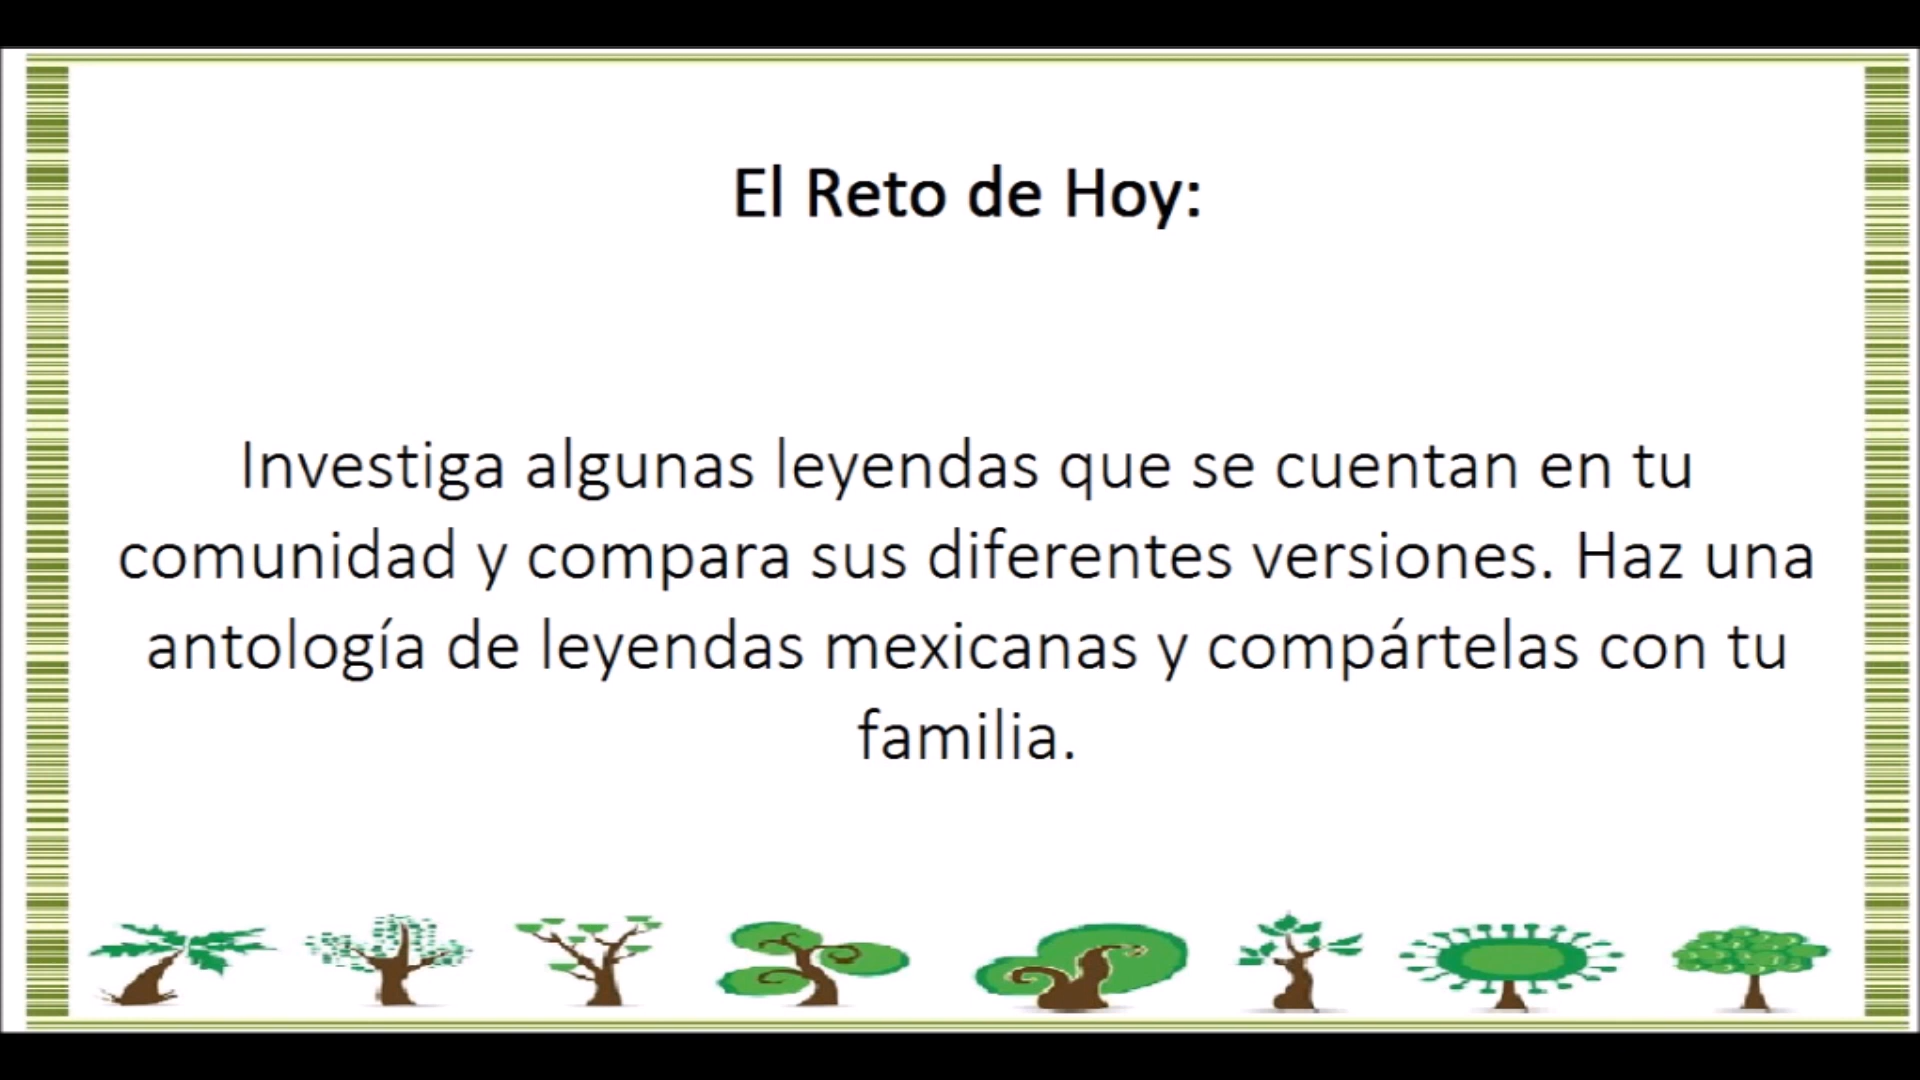 El Reto de Hoy:
Investiga algunas leyendas que se cuentan en tu
comunidad y compara sus diferentes versiones. Haz una
antología de leyendas mexicanas y compártelas con tu
familia.